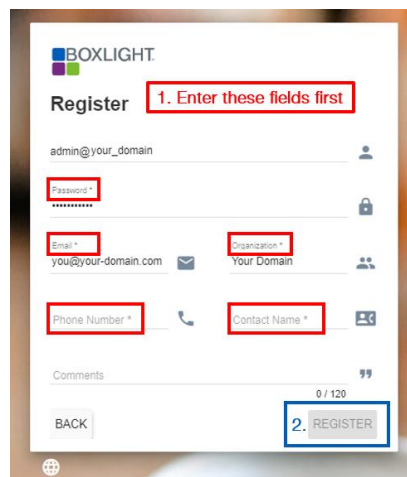 BOXLIGHT
Register
1. Enter these fields first
admin@your_domain
Password *
•••••••••••
Email *
you@your-domain.com
Organization *
Your Domain
Phone Number *
Contact Name *
Comments
0 / 120
BACK
2. REGISTER